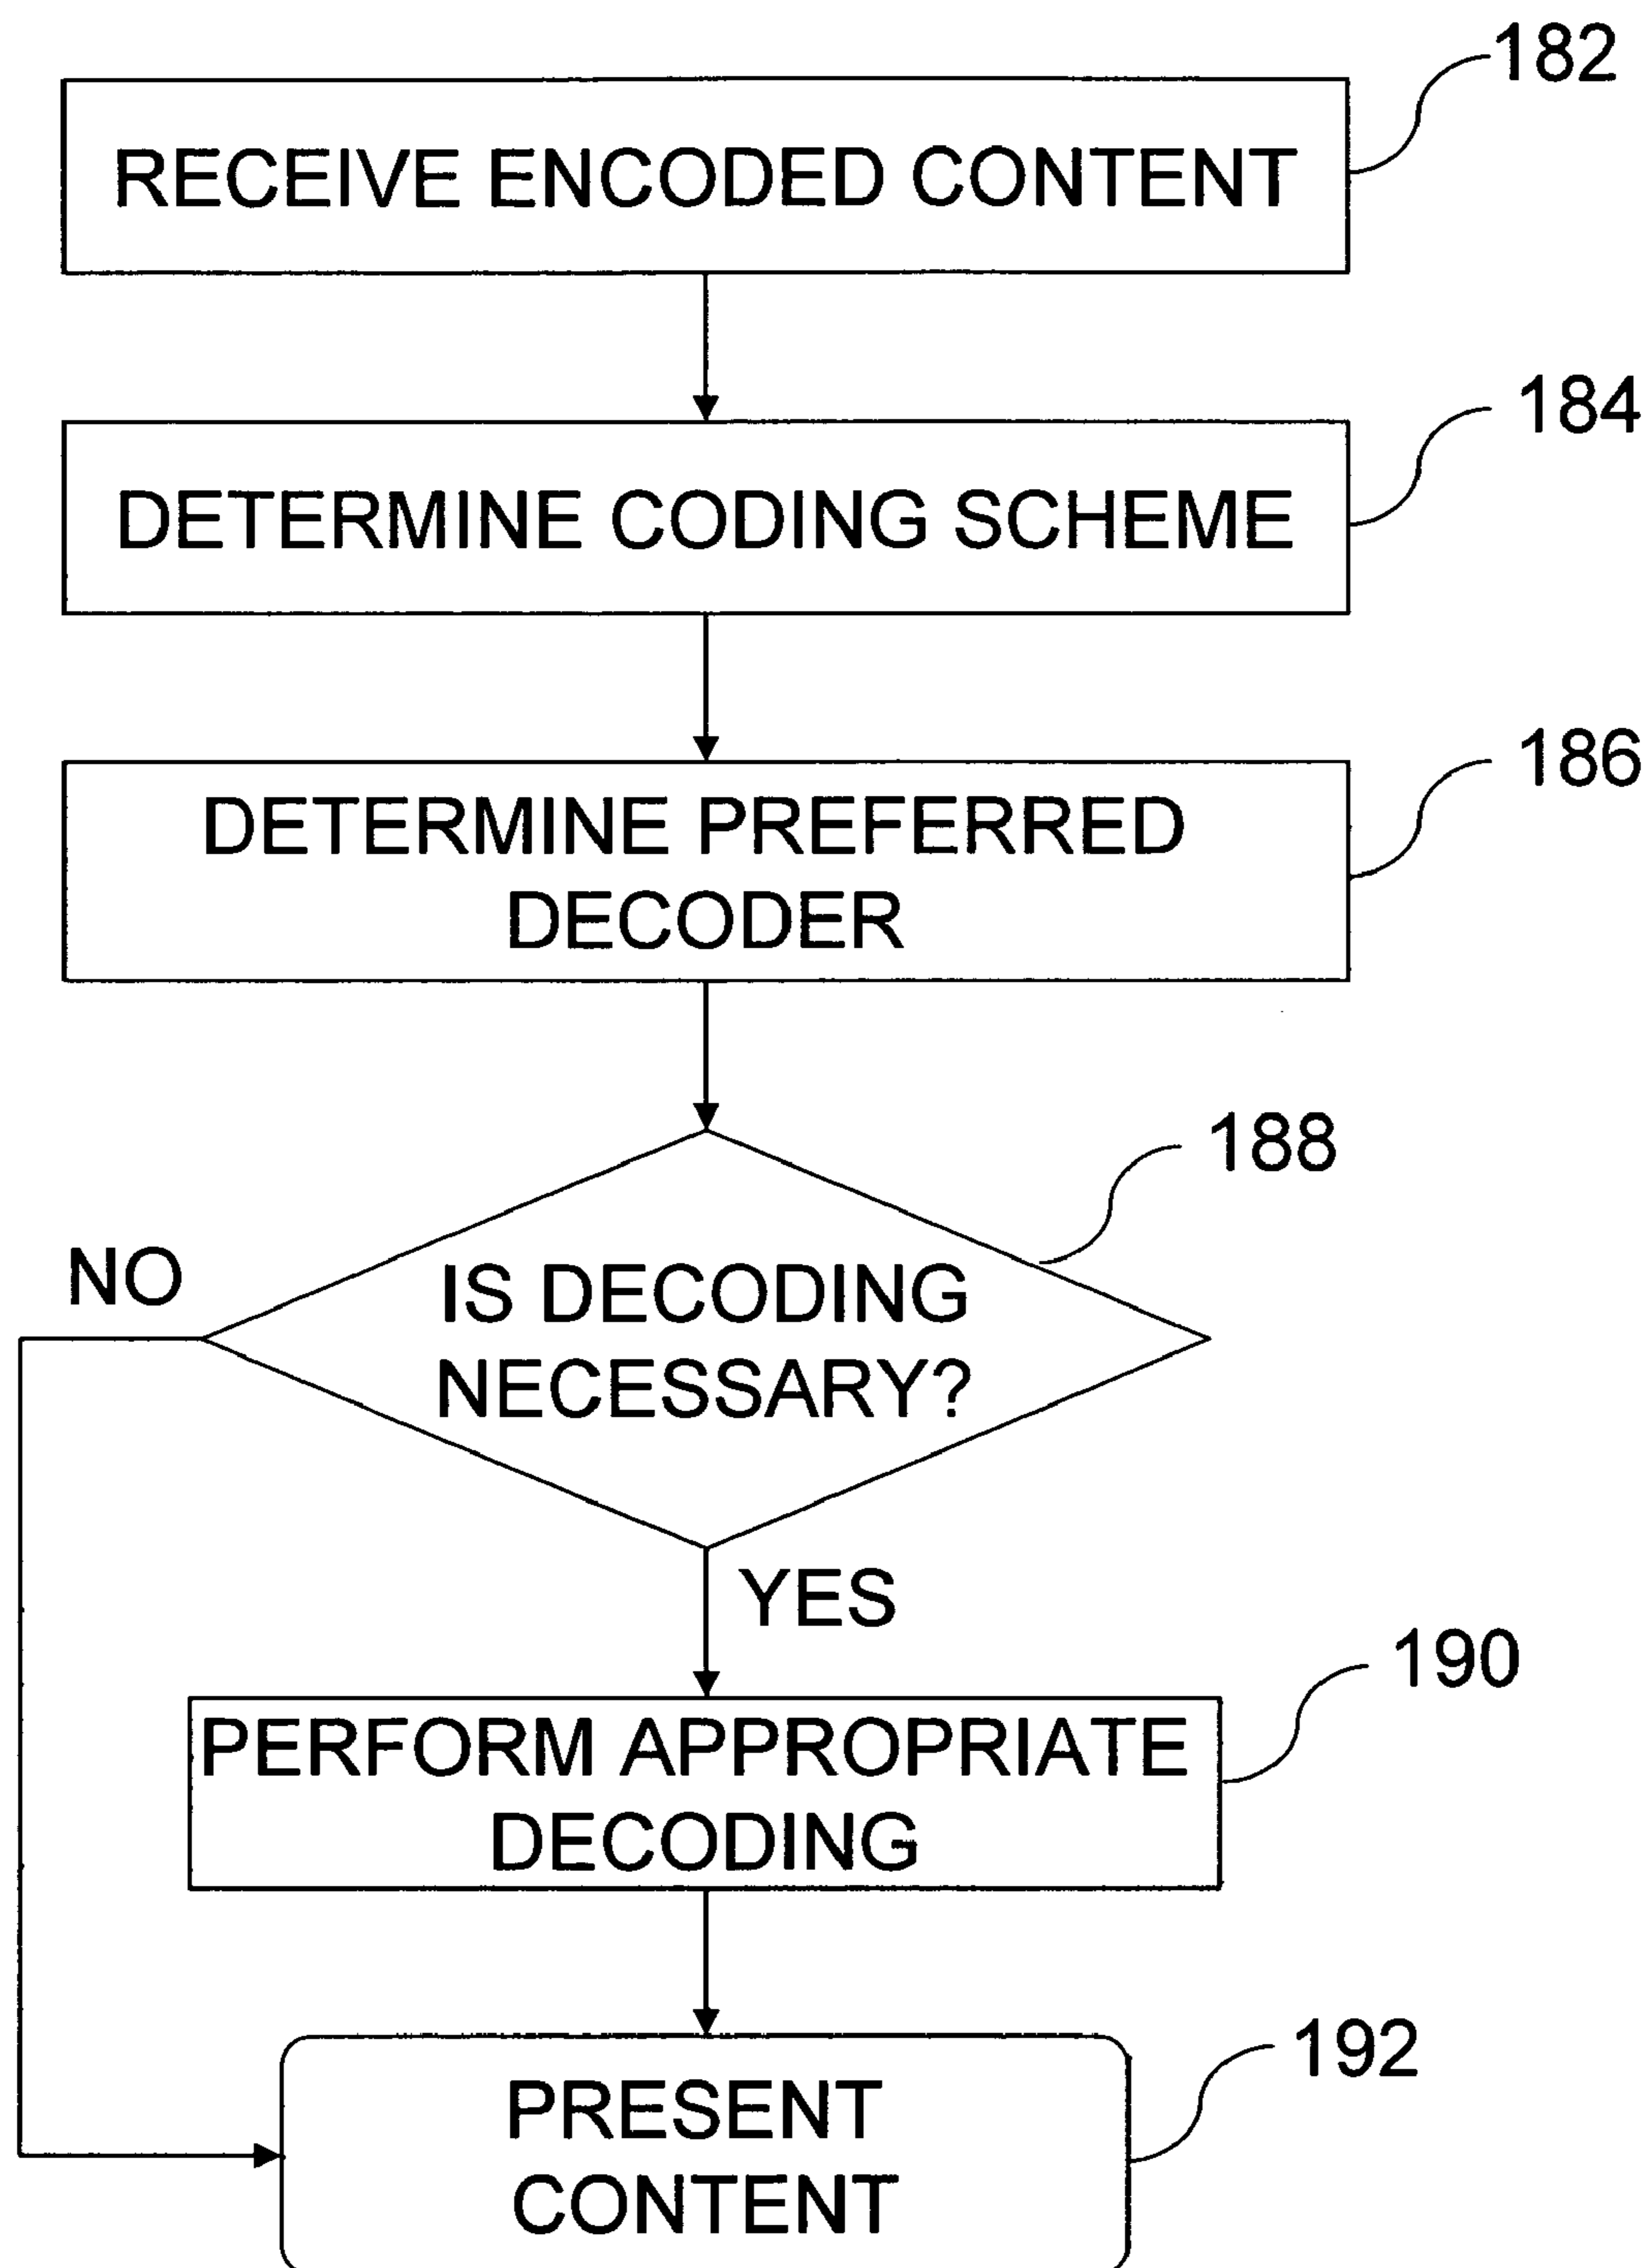 182
RECEIVE ENCODED CONTENT
184
DETERMINE CODING SCHEME
186
DETERMINE PREFERRED
DECODER
188
NO
IS DECODING
NECESSARY?
YES
190
PERFORM APPROPRIATE
DECODING
192
PRESENT
CONTENT